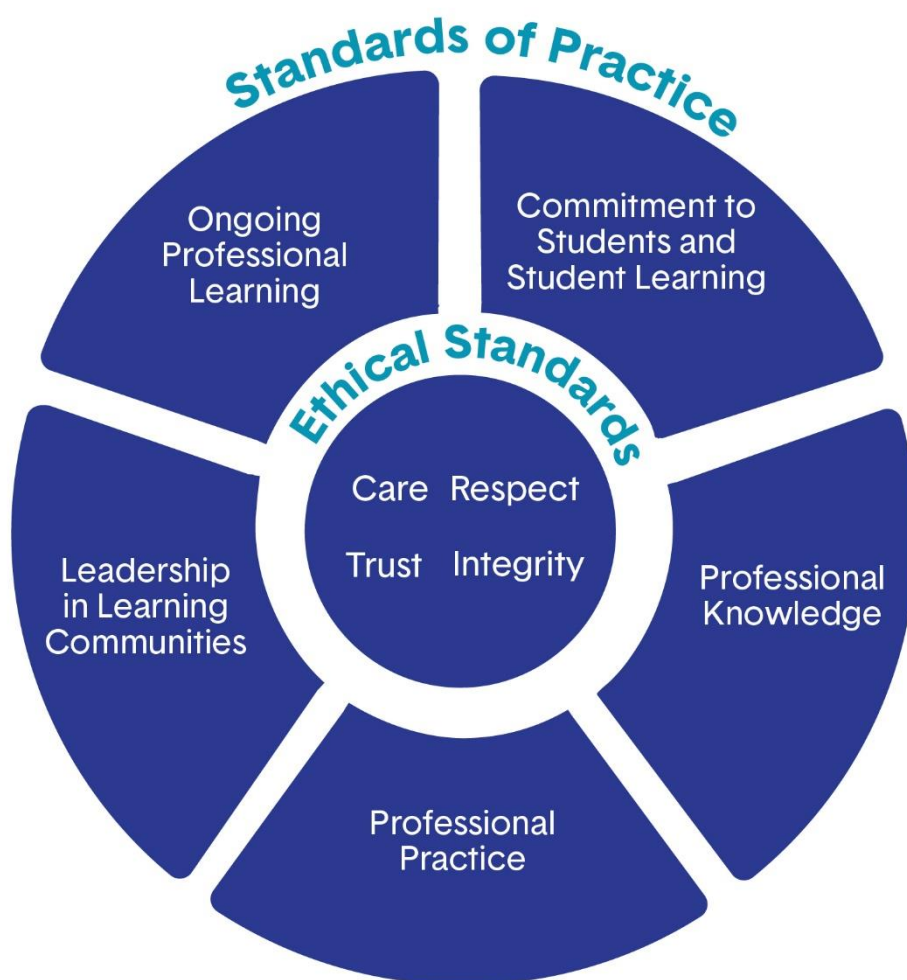 Standards of Practice
Ongoing
Professional
Learning
Commitment to
Students and
Student Learning
Ethical Standards
Care Respect
Trust Integrity
Leadership
in Learning
Communities
Professional
Knowledge
Professional
Practice